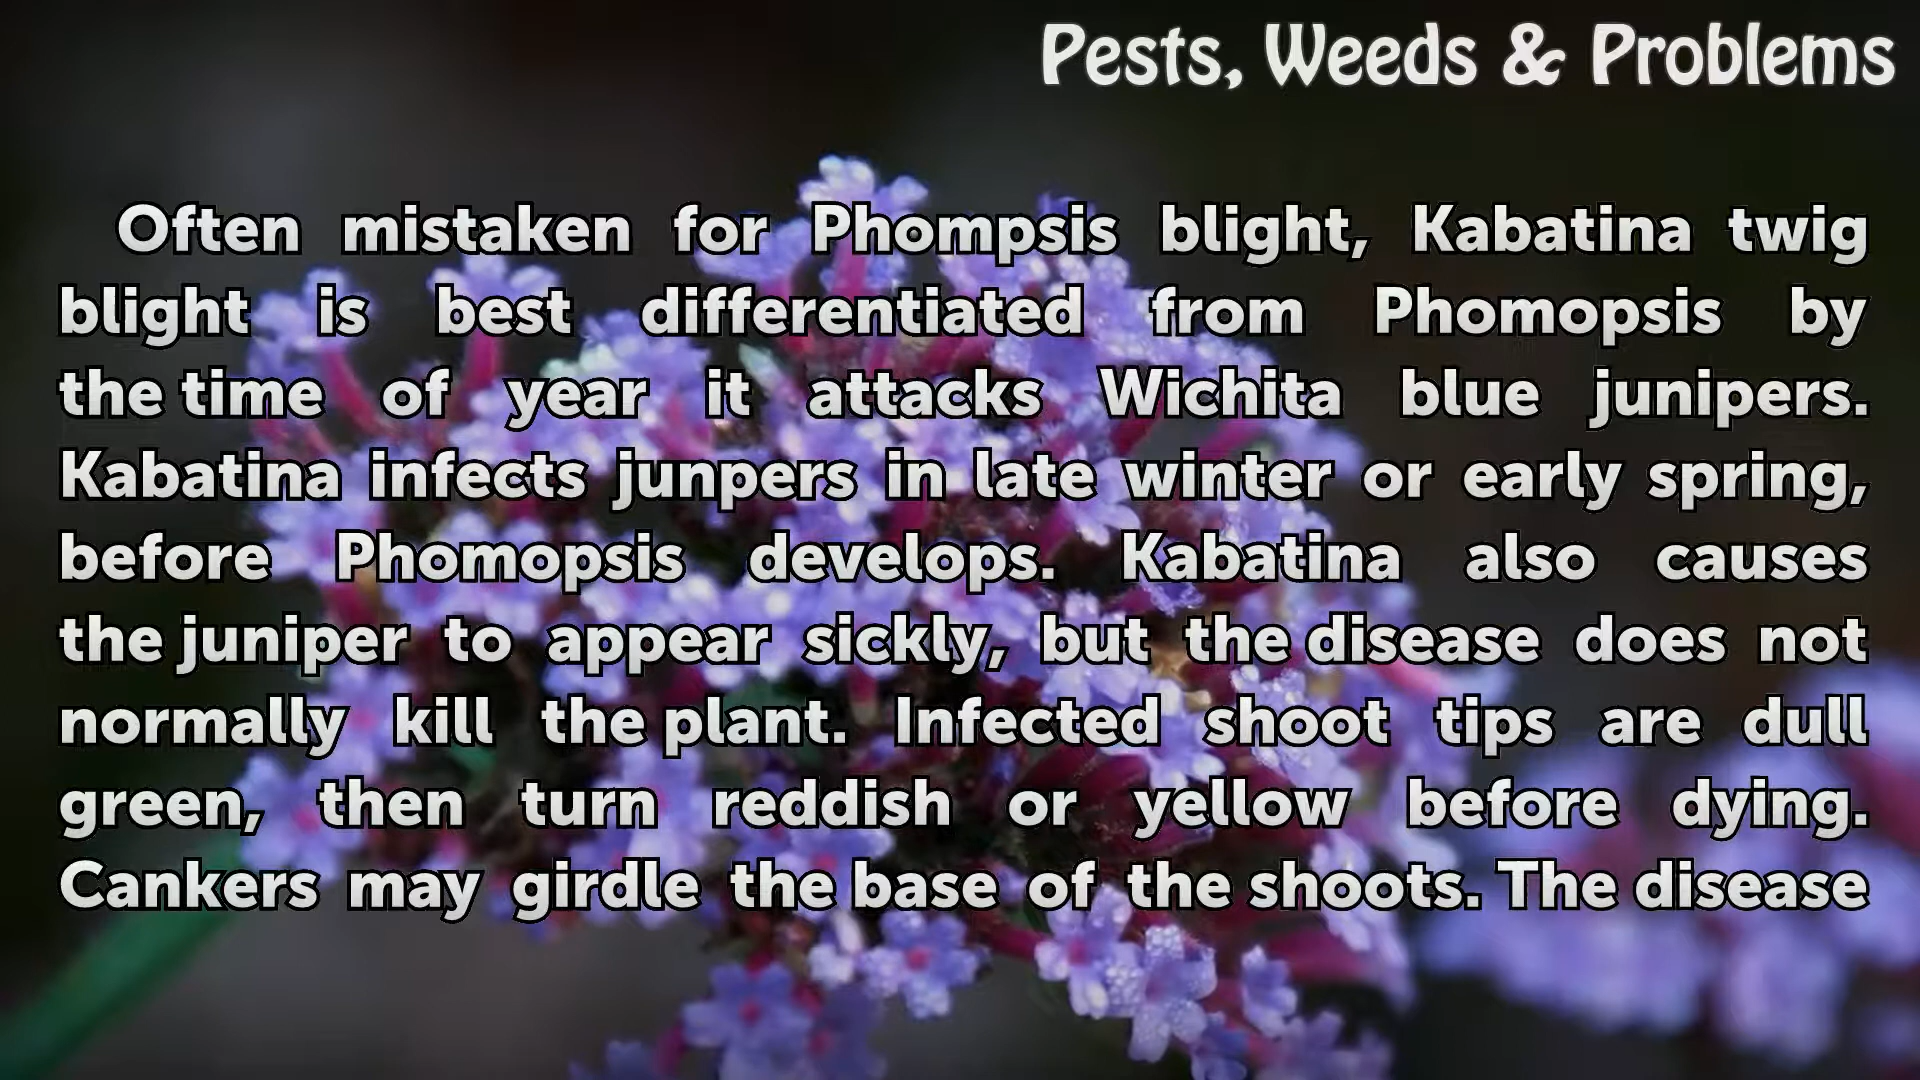 Pests, Weeds & Problems
Often mistaken for Phompsis blight, Kabatina twig
blight is best differentiated from Phomopsis by
the time of year it attacks Wichita blue junipers.
Kabatina infects junpers in late winter or early spring,
before Phomopsis develops. Kabatina also causes
the juniper to appear sickly, but the disease does not
normally kill the plant. Infected shoot tips are dull
green, then turn reddish or yellow before dying.
Cankers may girdle the base of the shoots. The disease